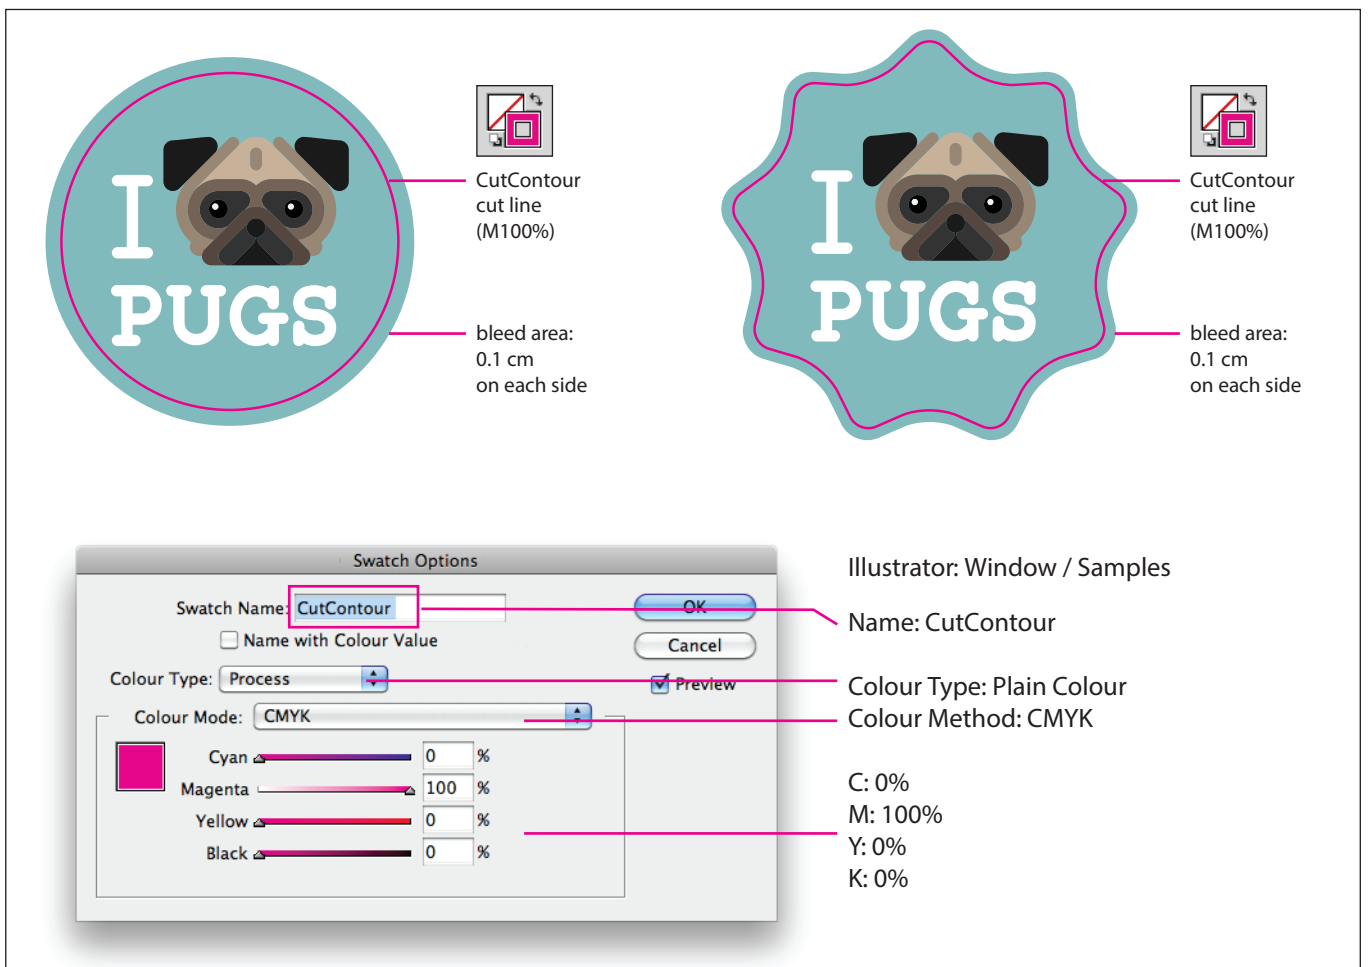 I
PUGS
CutContour
cut line
(M100%)
bleed area:
0.1 cm
on each side
I
PUGS
CutContour
cut line
(M100%)
bleed area:
0.1 cm
on each side
Swatch Options
Swatch Name: CutContour
Name with Colour Value
Colour Type: Process
Colour Mode: CMYK
Cyan 0 %
Magenta 100 %
Yellow 0 %
Black 0 %
OK
Cancel
Preview
Illustrator: Window / Samples
Name: CutContour
Colour Type: Plain Colour
Colour Method: CMYK
C: 0%
M: 100%
Y: 0%
K: 0%